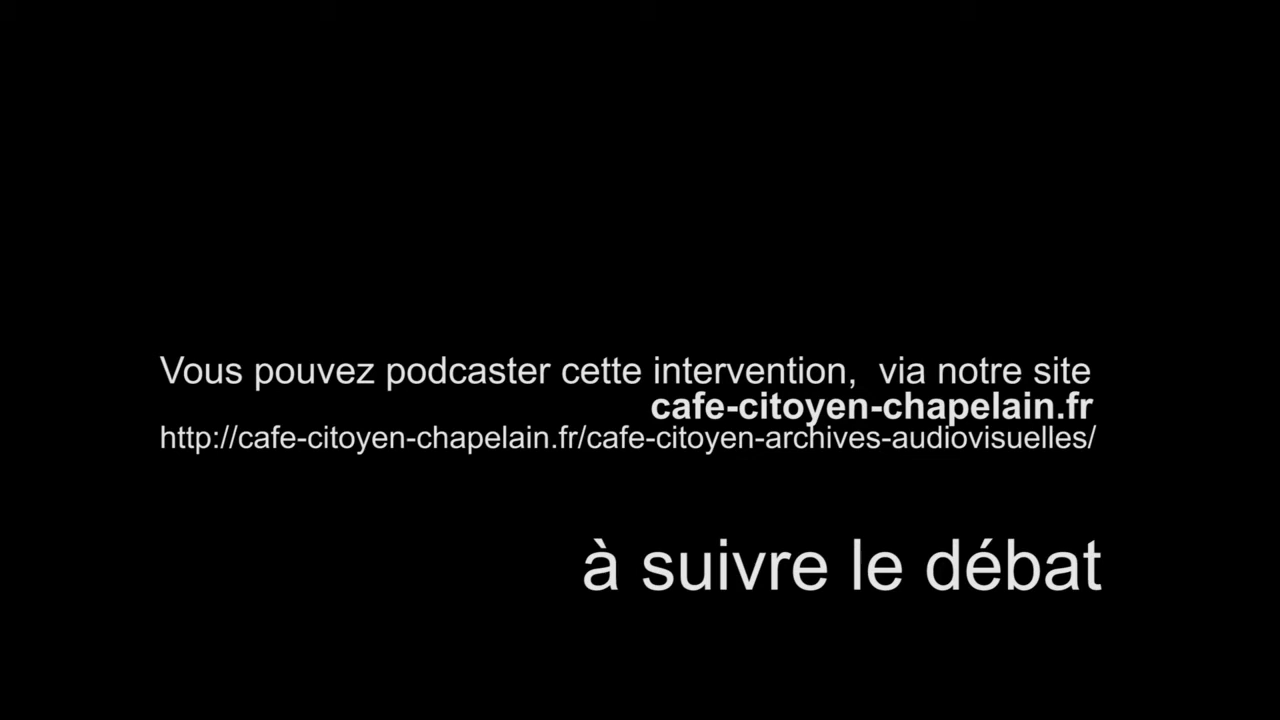 Vous pouvez podcaster cette intervention,  via notre site
cafe-citoyen-chapelain.fr
http://cafe-citoyen-chapelain.fr/cafe-citoyen-archives-audiovisuelles/
à suivre le débat